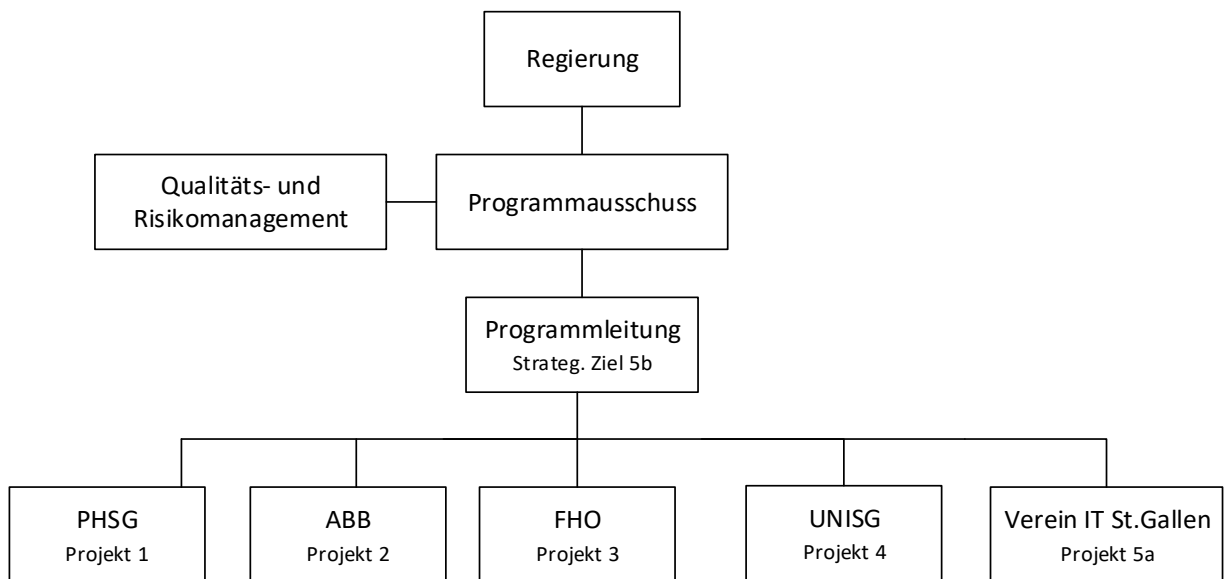 Regierung
Qualitäts- und
Risikomanagement
Programmausschuss
Programmleitung
Strateg. Ziel 5b
PHSG
Projekt 1
ABB
Projekt 2
FHO
Projekt 3
UNISG
Projekt 4
Verein IT St.Gallen
Projekt 5a